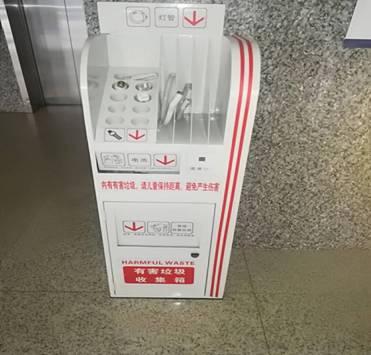 灯管
电池
内有有害垃圾，请儿童保持距离，避免产生伤害
HARMFUL WASTE
有害垃圾
收集箱